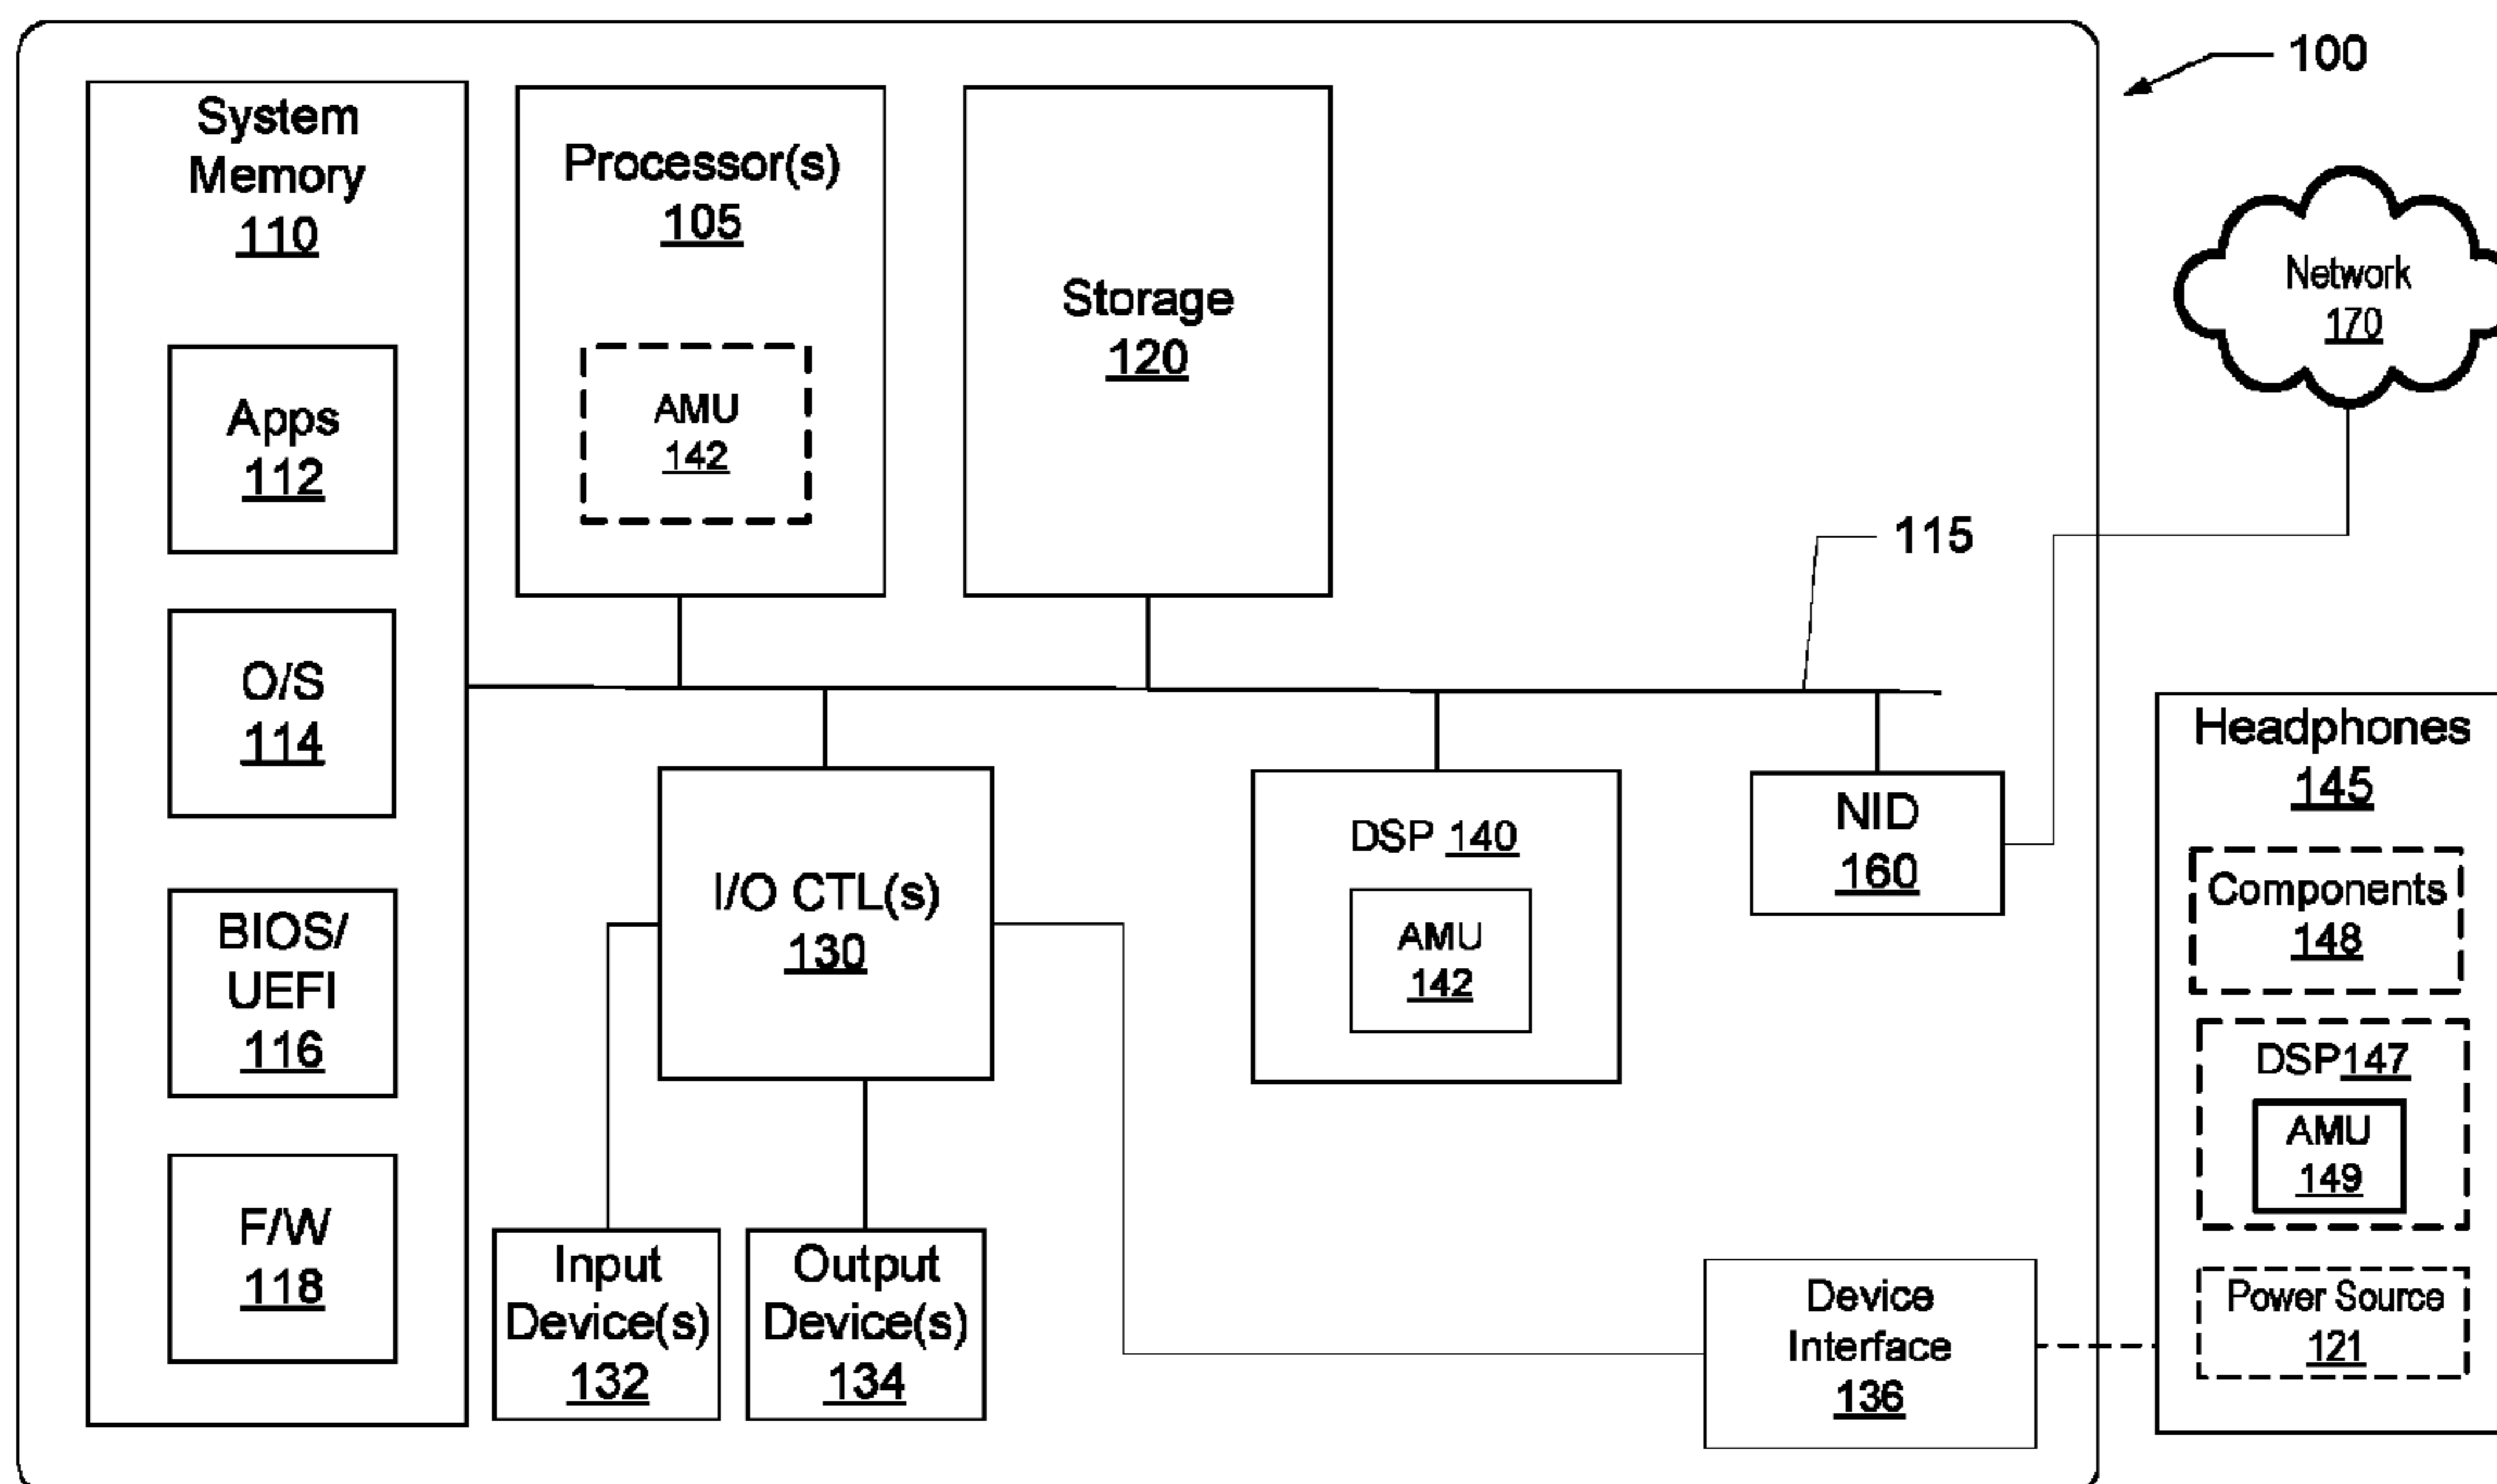 100
System
Memory
110
Apps
112
O/S
114
BIOS/
UEFI
116
F/W
118
Processor(s)
105
AMU
142
Storage
120
Network
170
115
I/O CTL(s)
130
DSP 140
AMU
142
NID
160
Input
Device(s)
132
Output
Device(s)
134
Device
Interface
136
Headphones
145
Components
148
DSP147
AMU
149
Power Source
121